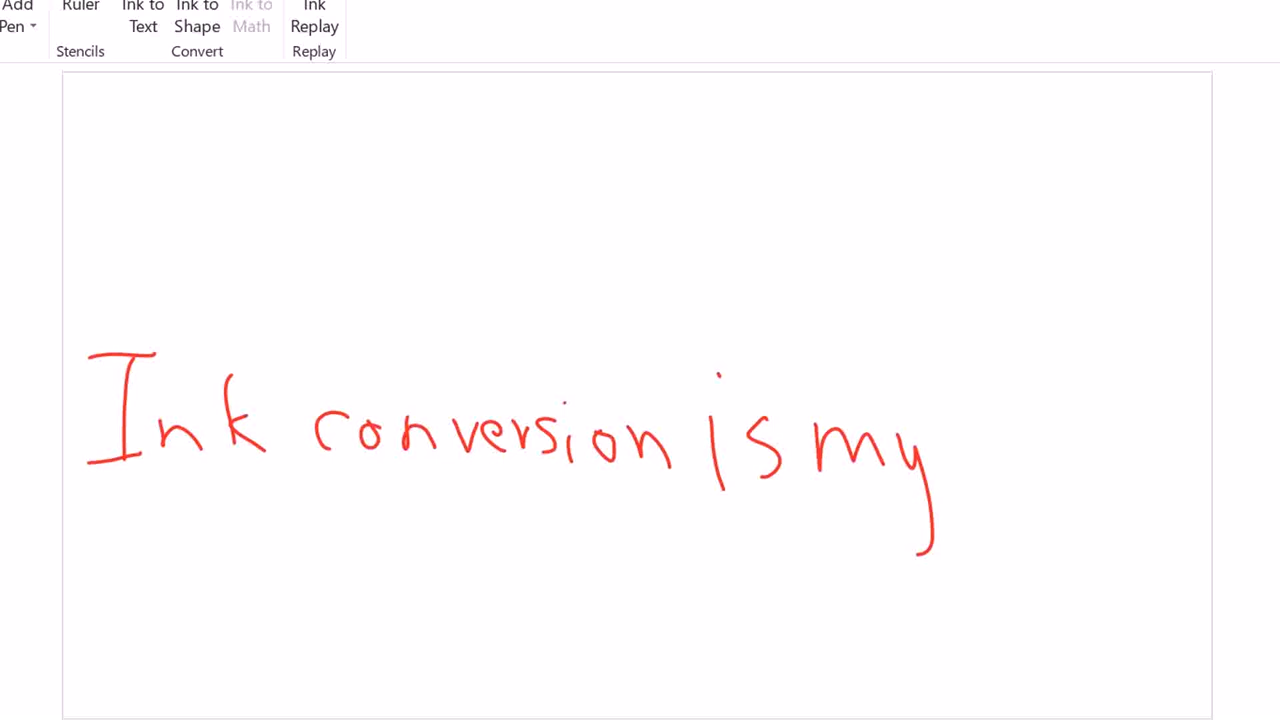 Add Ruler Ink to Ink to Ink to Ink
Pen Text Shape Math Replay
Stencils Convert Replay
Ink conversion is my